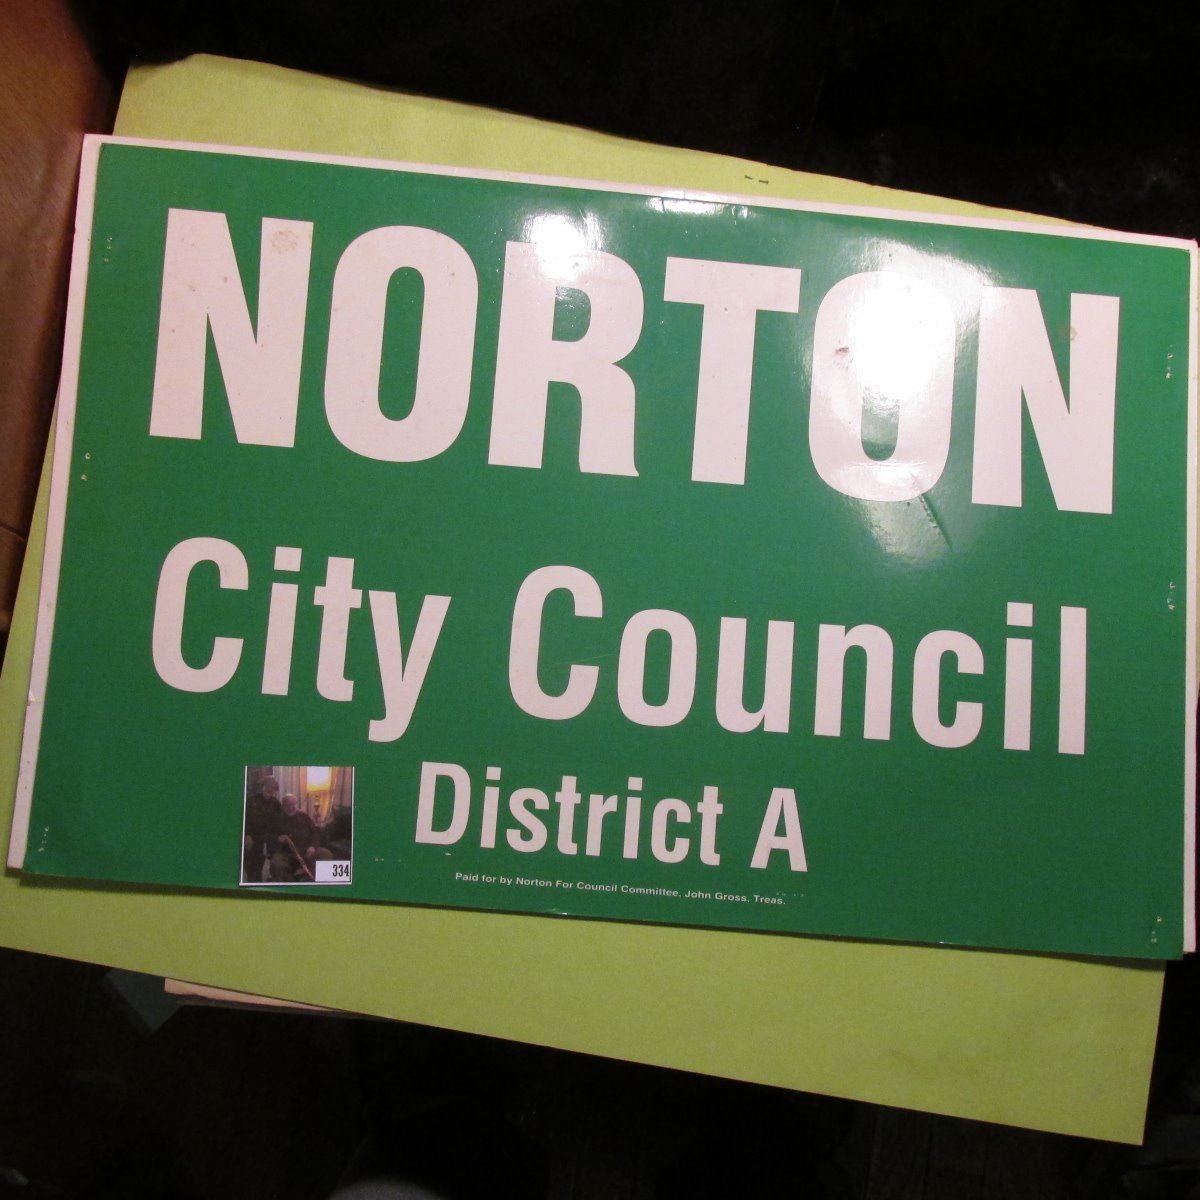 NORTON
City Council
District A
334
Paid for by Norton For Council Committee, John Gross, Treas.